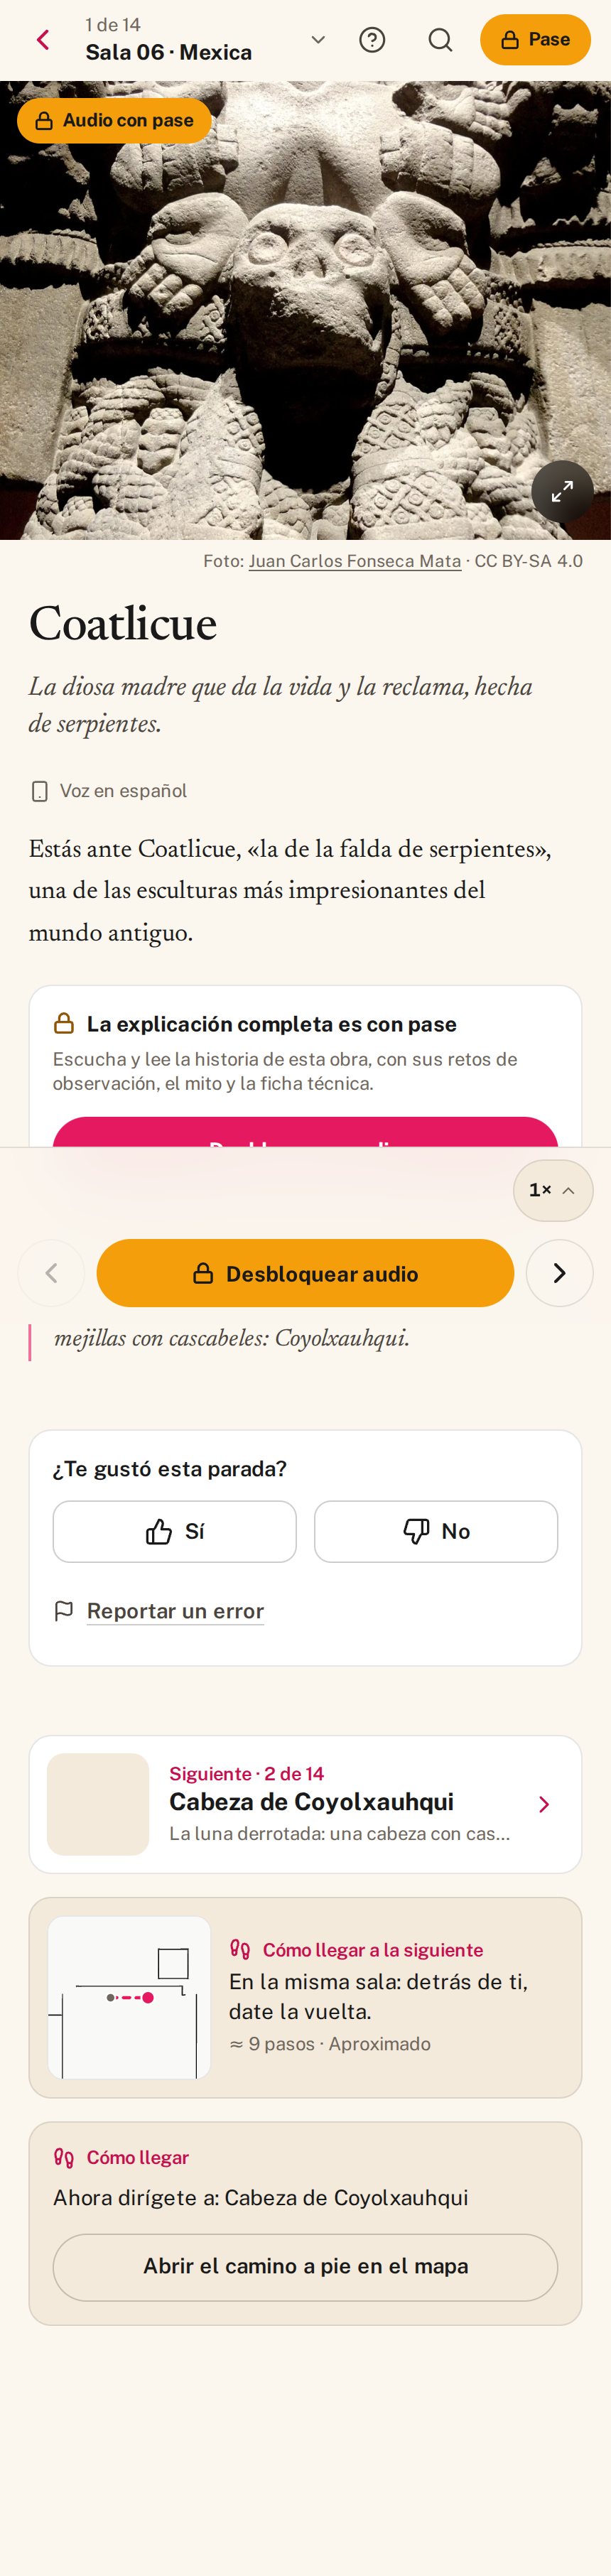 1 de 14
Sala 06 · Mexica
Pase
Audio con pase
Foto: Juan Carlos Fonseca Mata · CC BY-SA 4.0
Coatlicue
La diosa madre que da la vida y la reclama, hecha
de serpientes.
Voz en español
Estás ante Coatlicue, «la de la falda de serpientes»,
una de las esculturas más impresionantes del
mundo antiguo.
La explicación completa es con pase
Escucha y lee la historia de esta obra, con sus retos de
observación, el mito y la ficha técnica.
1×
Desbloquear audio
mejillas con cascabeles: Coyolxauhqui.
¿Te gustó esta parada?
Sí
No
Reportar un error
Siguiente · 2 de 14
Cabeza de Coyolxauhqui
La luna derrotada: una cabeza con cas...
Cómo llegar a la siguiente
En la misma sala: detrás de ti,
date la vuelta.
≈ 9 pasos · Aproximado
Cómo llegar
Ahora dirígete a: Cabeza de Coyolxauhqui
Abrir el camino a pie en el mapa